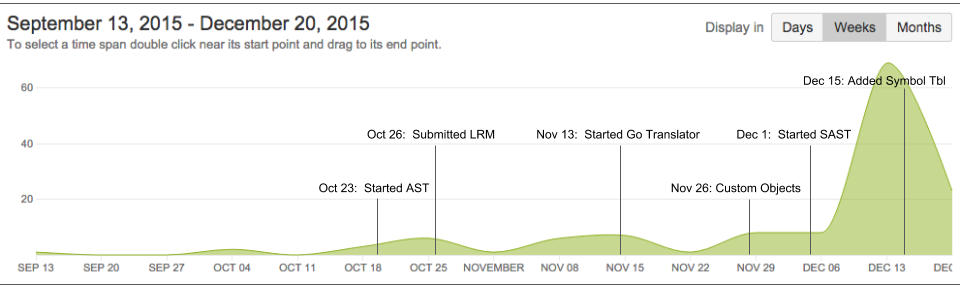 September 13, 2015 - December 20, 2015
Display in Days Weeks Months
To select a time span double click near its start point and drag to its end point.
60
Dec 15: Added Symbol Tbl
40
Oct 26: Submitted LRM
Nov 13: Started Go Translator
Dec 1: Started SAST
20
Oct 23: Started AST
Nov 26: Custom Objects
SEP 13 SEP 20 SEP 27 OCT 04 OCT 11 OCT 18 OCT 25 NOVEMBER NOV 08 NOV 15 NOV 22 NOV 29 DEC 06 DEC 13 DEC